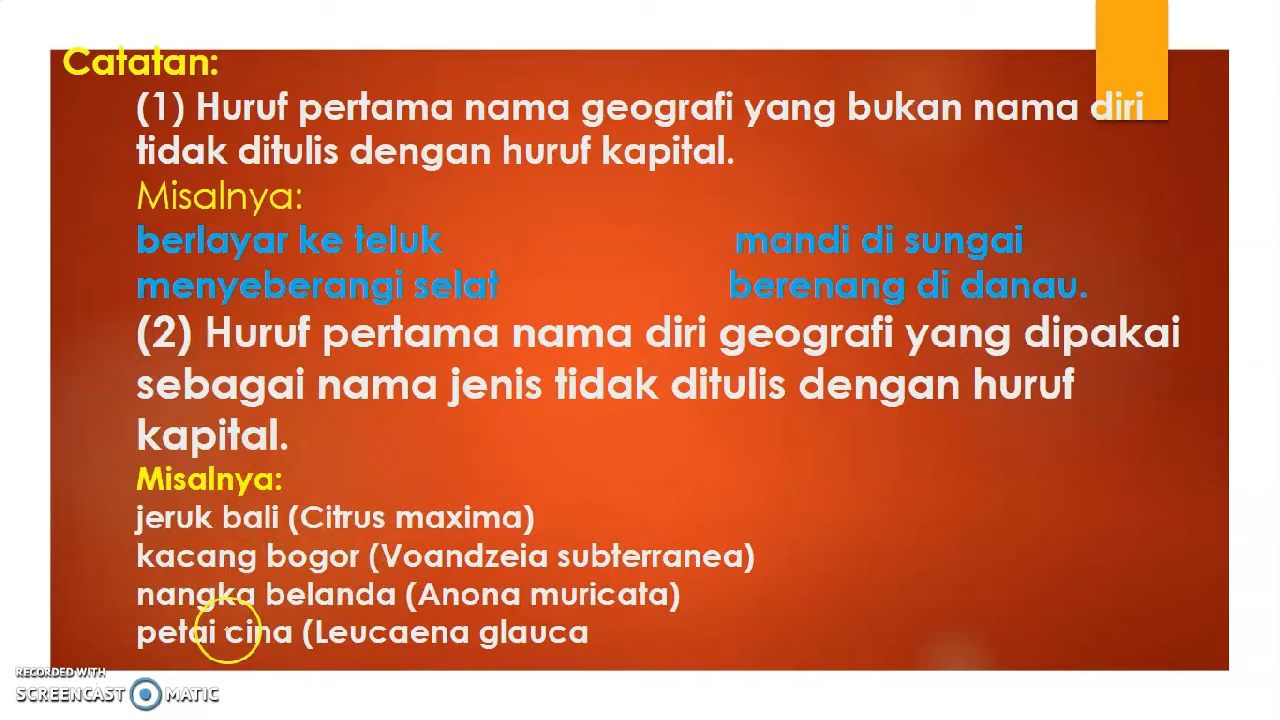 Catatan:
(1) Huruf pertama nama geografi yang bukan nama diri
tidak ditulis dengan huruf kapital.
Misalnya:
berlayar ke teluk mandi di sungai
menyeberangi selat berenang di danau.
(2) Huruf pertama nama diri geografi yang dipakai
sebagai nama jenis tidak ditulis dengan huruf
kapital.
Misalnya:
jeruk bali (Citrus maxima)
kacang bogor (Voandzeia subterranea)
nangka belanda (Anona muricata)
petai cina (Leucaena glauca
RECORDED WITH
SCREENCAST MATIC